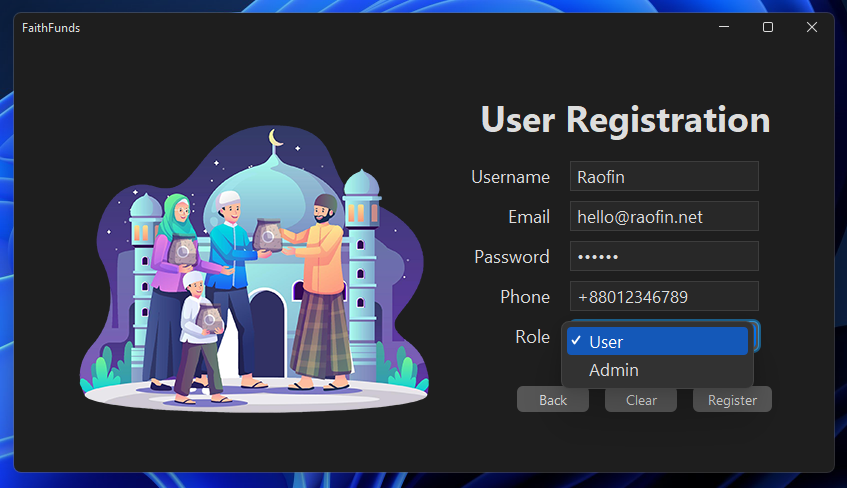 FaithFunds
User Registration
Username Raofin
Email hello@raofin.net
Password ••••••
Phone +88012346789
Role
✓ User
Admin
Back Clear Register